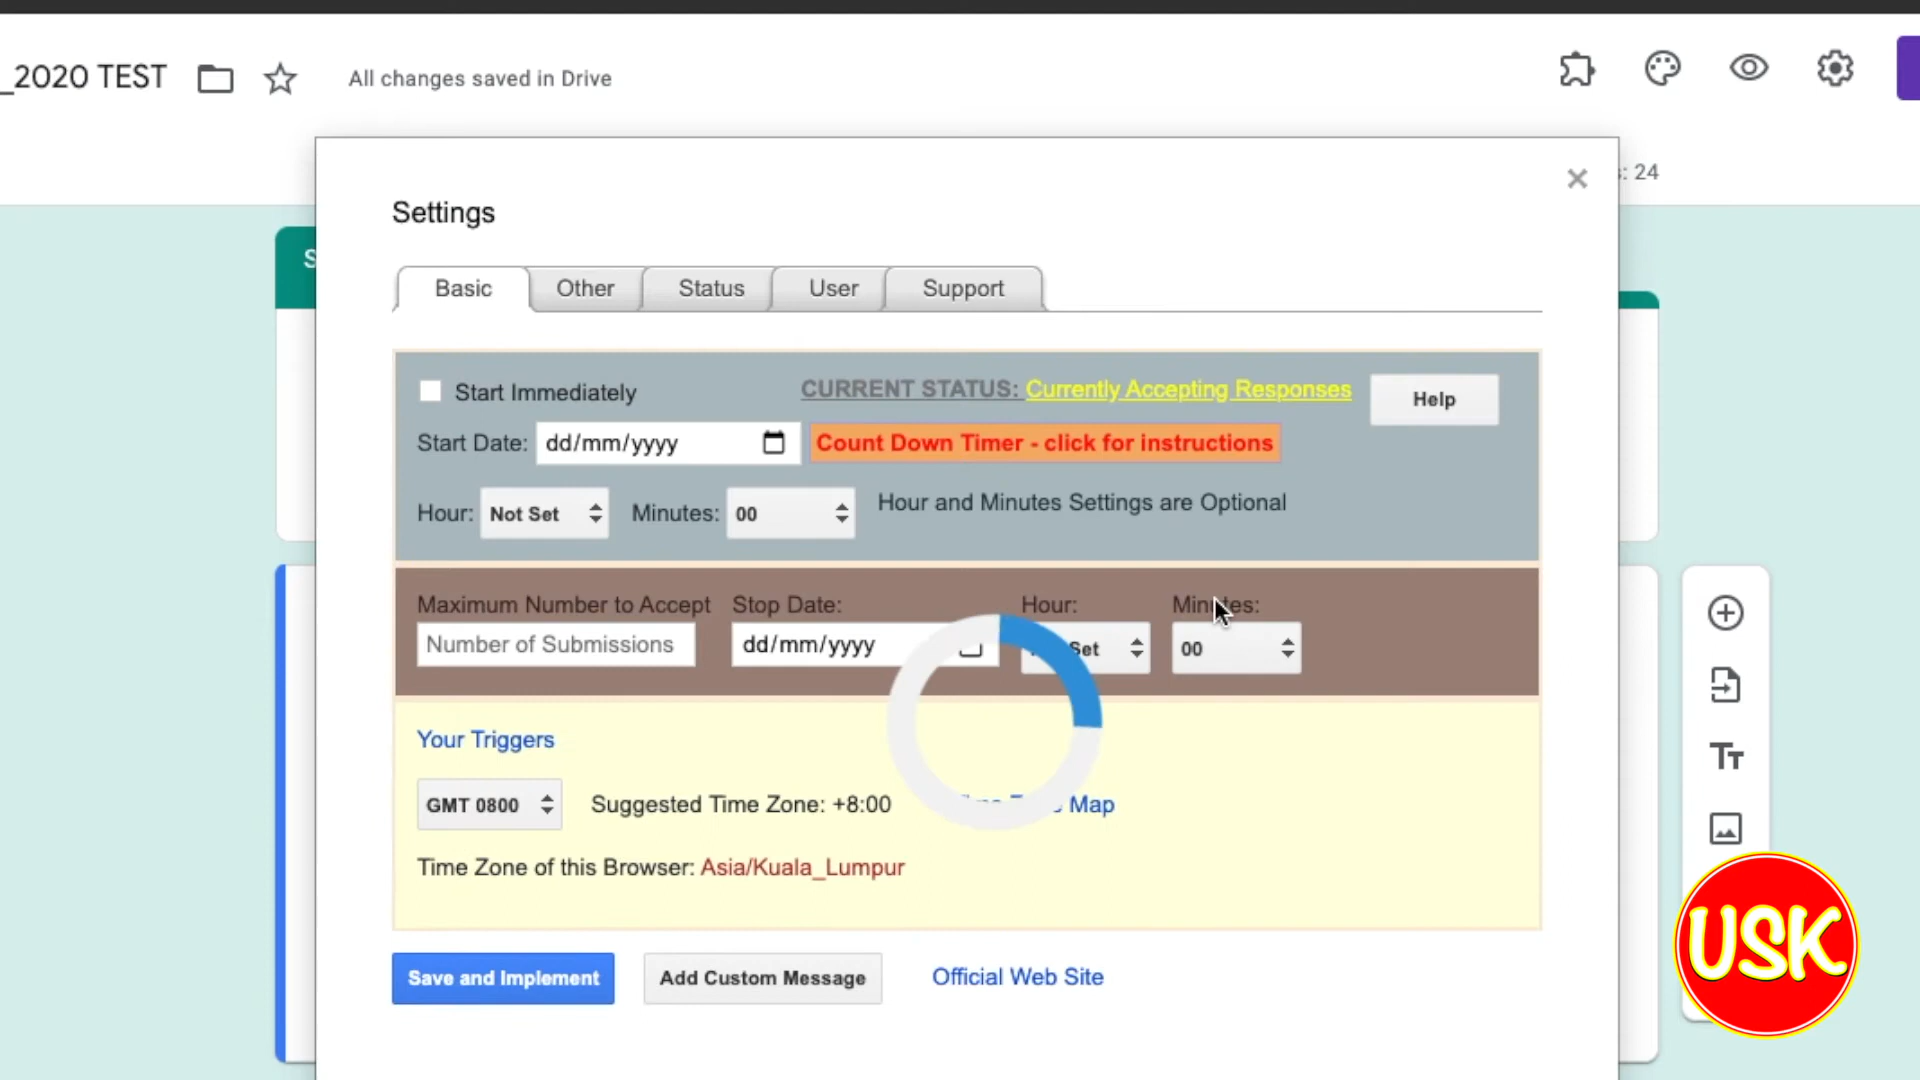 _2020 TEST
All changes saved in Drive
: 24
S
Settings
Basic Other Status User Support
Start Immediately
CURRENT STATUS: Currently Accepting Responses
Help
Start Date: dd/mm/yyyy
Count Down Timer - click for instructions
Hour: Not Set Minutes: 00
Hour and Minutes Settings are Optional
Maximum Number to Accept Stop Date: Hour: Minutes:
Number of Submissions dd/mm/yyyy Set 00
Your Triggers
GMT 0800 Suggested Time Zone: +8:00 Map
Time Zone of this Browser: Asia/Kuala_Lumpur
Save and Implement Add Custom Message Official Web Site
USK